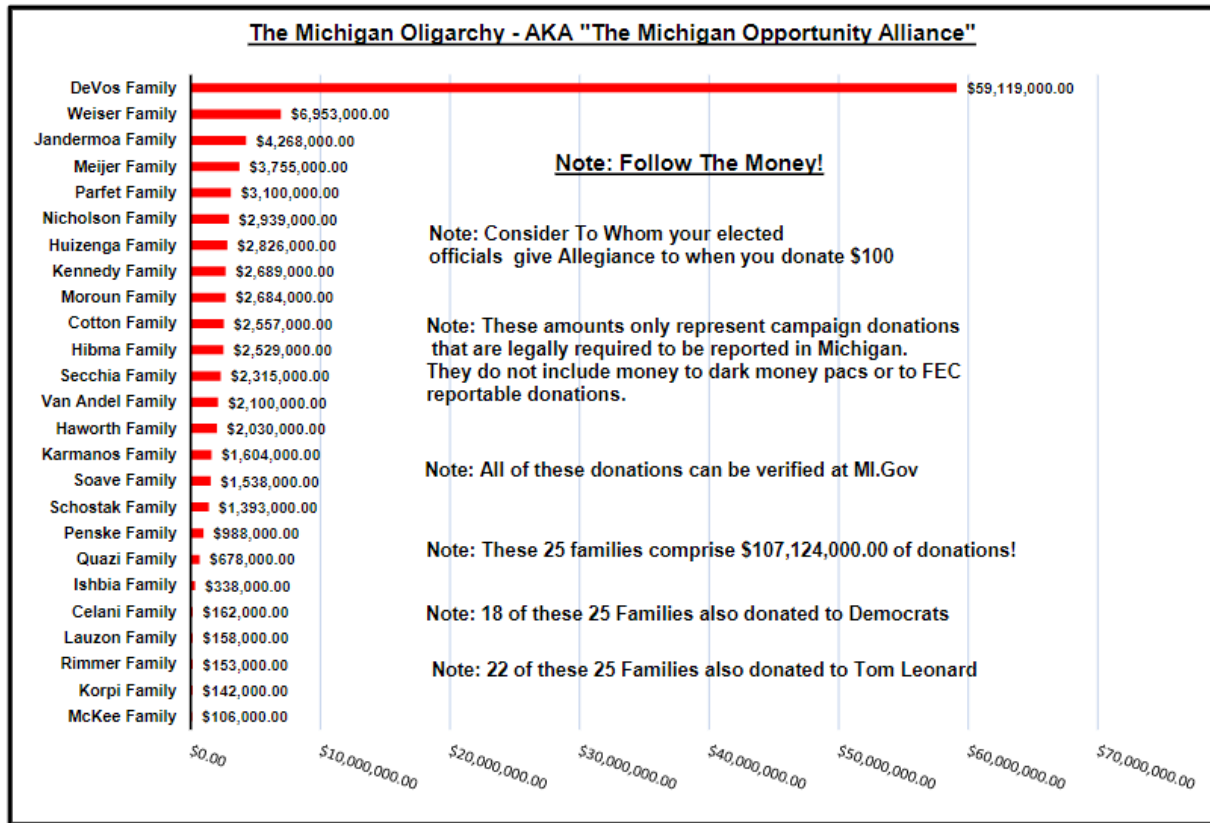 The Michigan Oligarchy - AKA "The Michigan Opportunity Alliance"
DeVos Family $59,119,000.00
Weiser Family $6,953,000.00
Jandermoa Family $4,268,000.00
Meijer Family $3,755,000.00
Parfet Family $3,100,000.00
Nicholson Family $2,939,000.00
Huizenga Family $2,826,000.00
Kennedy Family $2,689,000.00
Moroun Family $2,684,000.00
Cotton Family $2,557,000.00
Hibma Family $2,529,000.00
Secchia Family $2,315,000.00
Van Andel Family $2,100,000.00
Haworth Family $2,030,000.00
Karmanos Family $1,604,000.00
Soave Family $1,538,000.00
Schostak Family $1,393,000.00
Penske Family $988,000.00
Quazi Family $678,000.00
Ishbia Family $338,000.00
Celani Family $162,000.00
Lauzon Family $158,000.00
Rimmer Family $153,000.00
Korpi Family $142,000.00
McKee Family $106,000.00
Note: Follow The Money!
Note: Consider To Whom your elected
officials give Allegiance to when you donate $100
Note: These amounts only represent campaign donations
that are legally required to be reported in Michigan.
They do not include money to dark money pacs or to FEC
reportable donations.
Note: All of these donations can be verified at MI.Gov
Note: These 25 families comprise $107,124,000.00 of donations!
Note: 18 of these 25 Families also donated to Democrats
Note: 22 of these 25 Families also donated to Tom Leonard
$0.00 $10,000,000.00 $20,000,000.00 $30,000,000.00 $40,000,000.00 $50,000,000.00 $60,000,000.00 $70,000,000.00